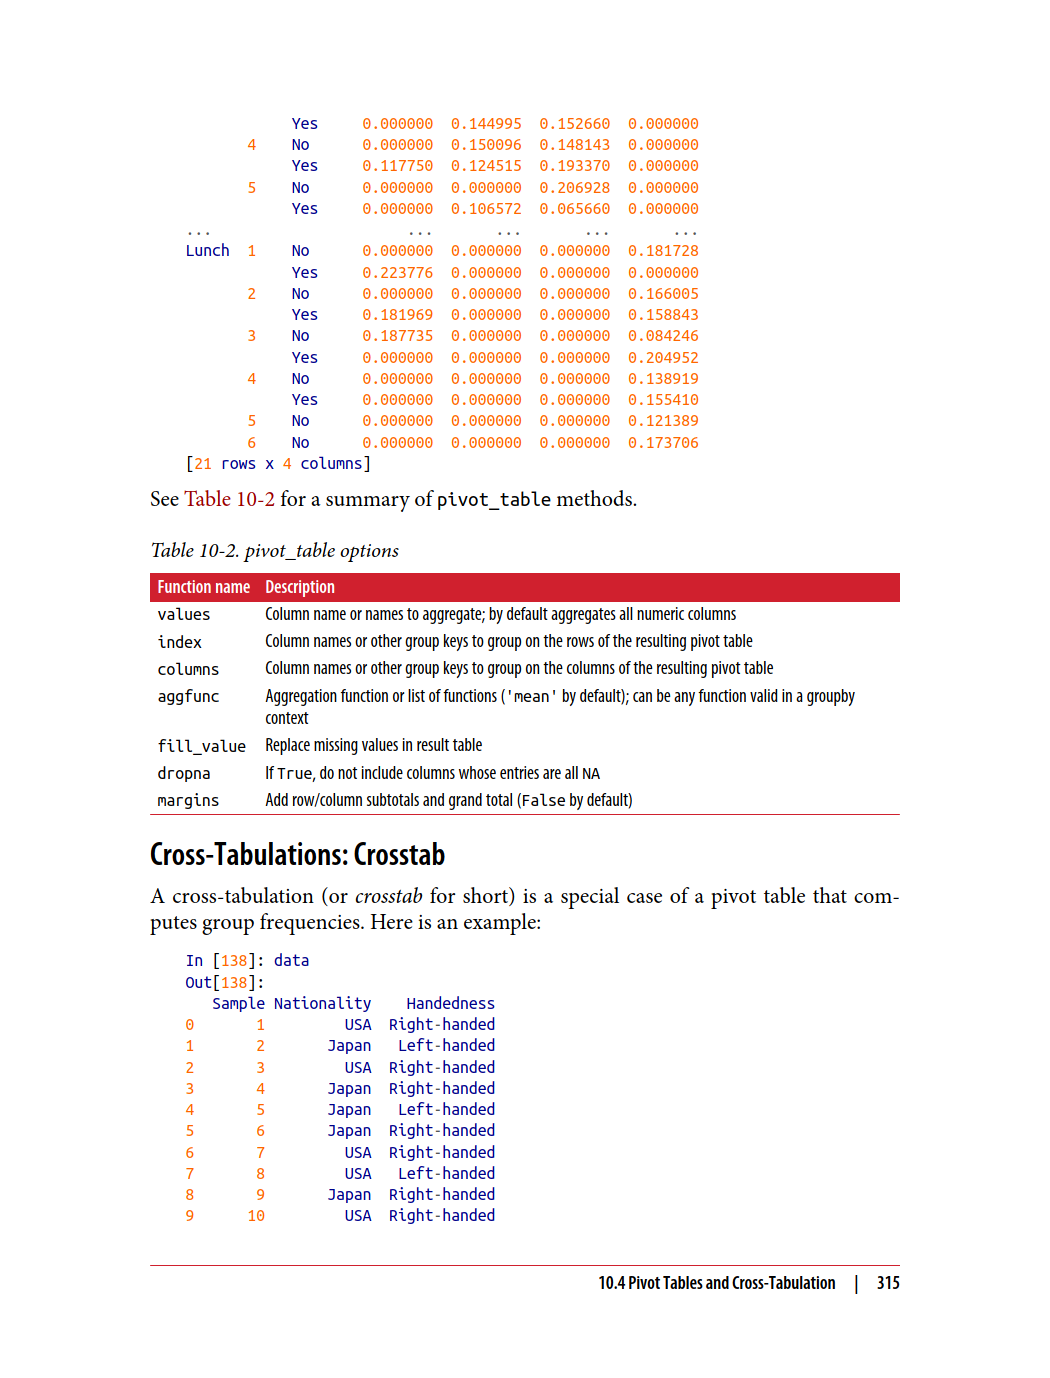 Yes 0.000000 0.144995 0.152660 0.000000
4 No 0.000000 0.150096 0.148143 0.000000
Yes 0.117750 0.124515 0.193370 0.000000
5 No 0.000000 0.000000 0.206928 0.000000
Yes 0.000000 0.106572 0.065660 0.000000
... ... ... ... ...
Lunch 1 No 0.000000 0.000000 0.000000 0.181728
Yes 0.223776 0.000000 0.000000 0.000000
2 No 0.000000 0.000000 0.000000 0.166005
Yes 0.181969 0.000000 0.000000 0.158843
3 No 0.187735 0.000000 0.000000 0.084246
Yes 0.000000 0.000000 0.000000 0.204952
4 No 0.000000 0.000000 0.000000 0.138919
Yes 0.000000 0.000000 0.000000 0.155410
5 No 0.000000 0.000000 0.000000 0.121389
6 No 0.000000 0.000000 0.000000 0.173706
[21 rows x 4 columns]
See Table 10-2 for a summary of pivot_table methods.
Table 10-2. pivot_table options
Function name Description
values Column name or names to aggregate; by default aggregates all numeric columns
index Column names or other group keys to group on the rows of the resulting pivot table
columns Column names or other group keys to group on the columns of the resulting pivot table
aggfunc Aggregation function or list of functions ('mean' by default); can be any function valid in a groupby
context
fill_value Replace missing values in result table
dropna If True, do not include columns whose entries are all NA
margins Add row/column subtotals and grand total (False by default)
Cross-Tabulations: Crosstab
A cross-tabulation (or crosstab for short) is a special case of a pivot table that com-
putes group frequencies. Here is an example:
In [138]: data
Out[138]:
Sample Nationality Handedness
0 1 USA Right-handed
1 2 Japan Left-handed
2 3 USA Right-handed
3 4 Japan Right-handed
4 5 Japan Left-handed
5 6 Japan Right-handed
6 7 USA Right-handed
7 8 USA Left-handed
8 9 Japan Right-handed
9 10 USA Right-handed
10.4 Pivot Tables and Cross-Tabulation | 315